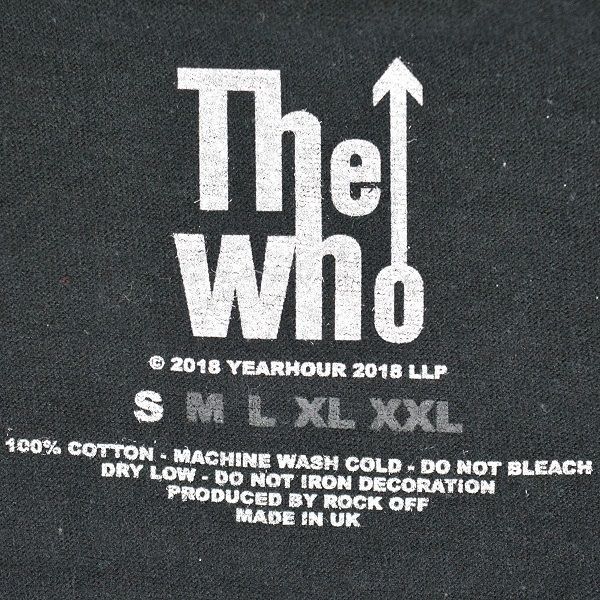 The
Who
© 2018 YEARHOUR 2018 LLP
S M L XL XXL
100% COTTON - MACHINE WASH COLD - DO NOT BLEACH
DRY LOW - DO NOT IRON DECORATION
PRODUCED BY ROCK OFF
MADE IN UK